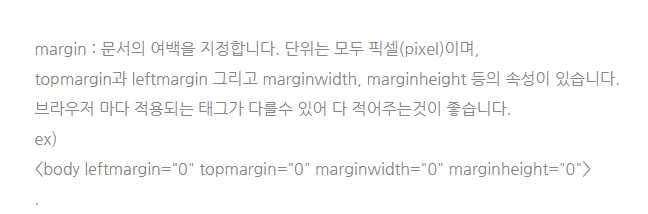 margin : 문서의 여백을 지정합니다. 단위는 모두 픽셀(pixel)이며,
topmargin과 leftmargin 그리고 marginwidth, marginheight 등의 속성이 있습니다.
브라우저 마다 적용되는 태그가 다를수 있어 다 적어주는것이 좋습니다.
ex)
<body leftmargin="0" topmargin="0" marginwidth="0" marginheight="0">
.